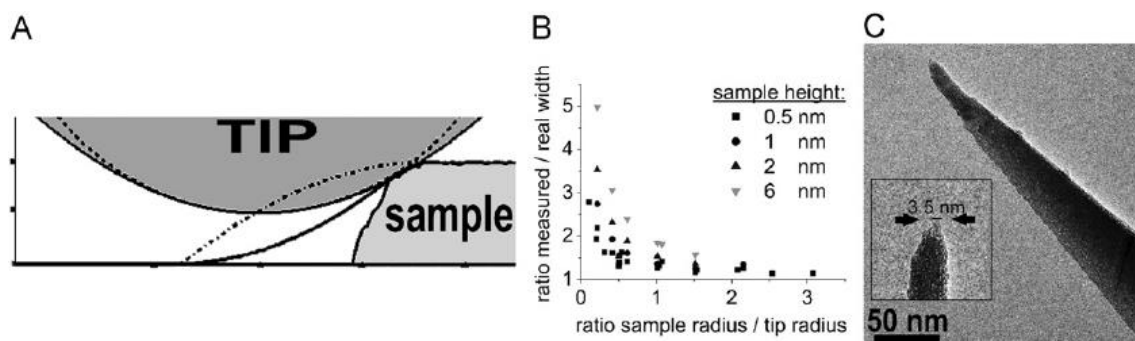 A
TIP
sample
B
ratio measured / real width
5
4
3
2
1
0
1
2
3
ratio sample radius / tip radius
sample height:
0.5 nm
1 nm
2 nm
6 nm
C
3.5 nm
50 nm